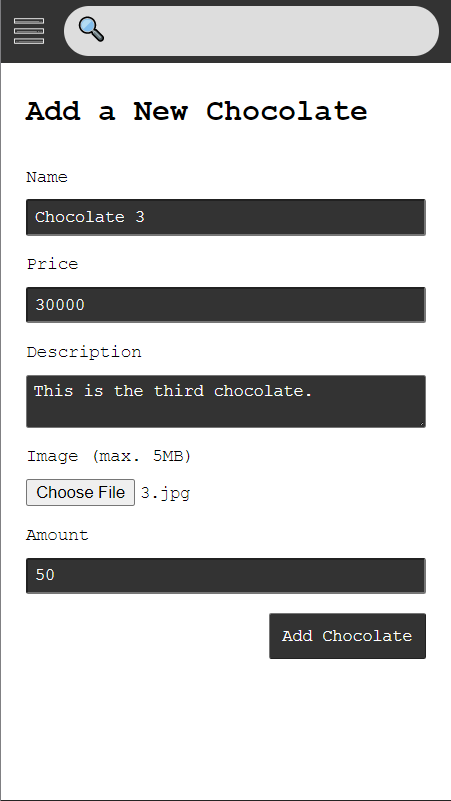 Add a New Chocolate
Name
Chocolate 3
Price
30000
Description
This is the third chocolate.
Image (max. 5MB)
Choose File 3.jpg
Amount
50
Add Chocolate